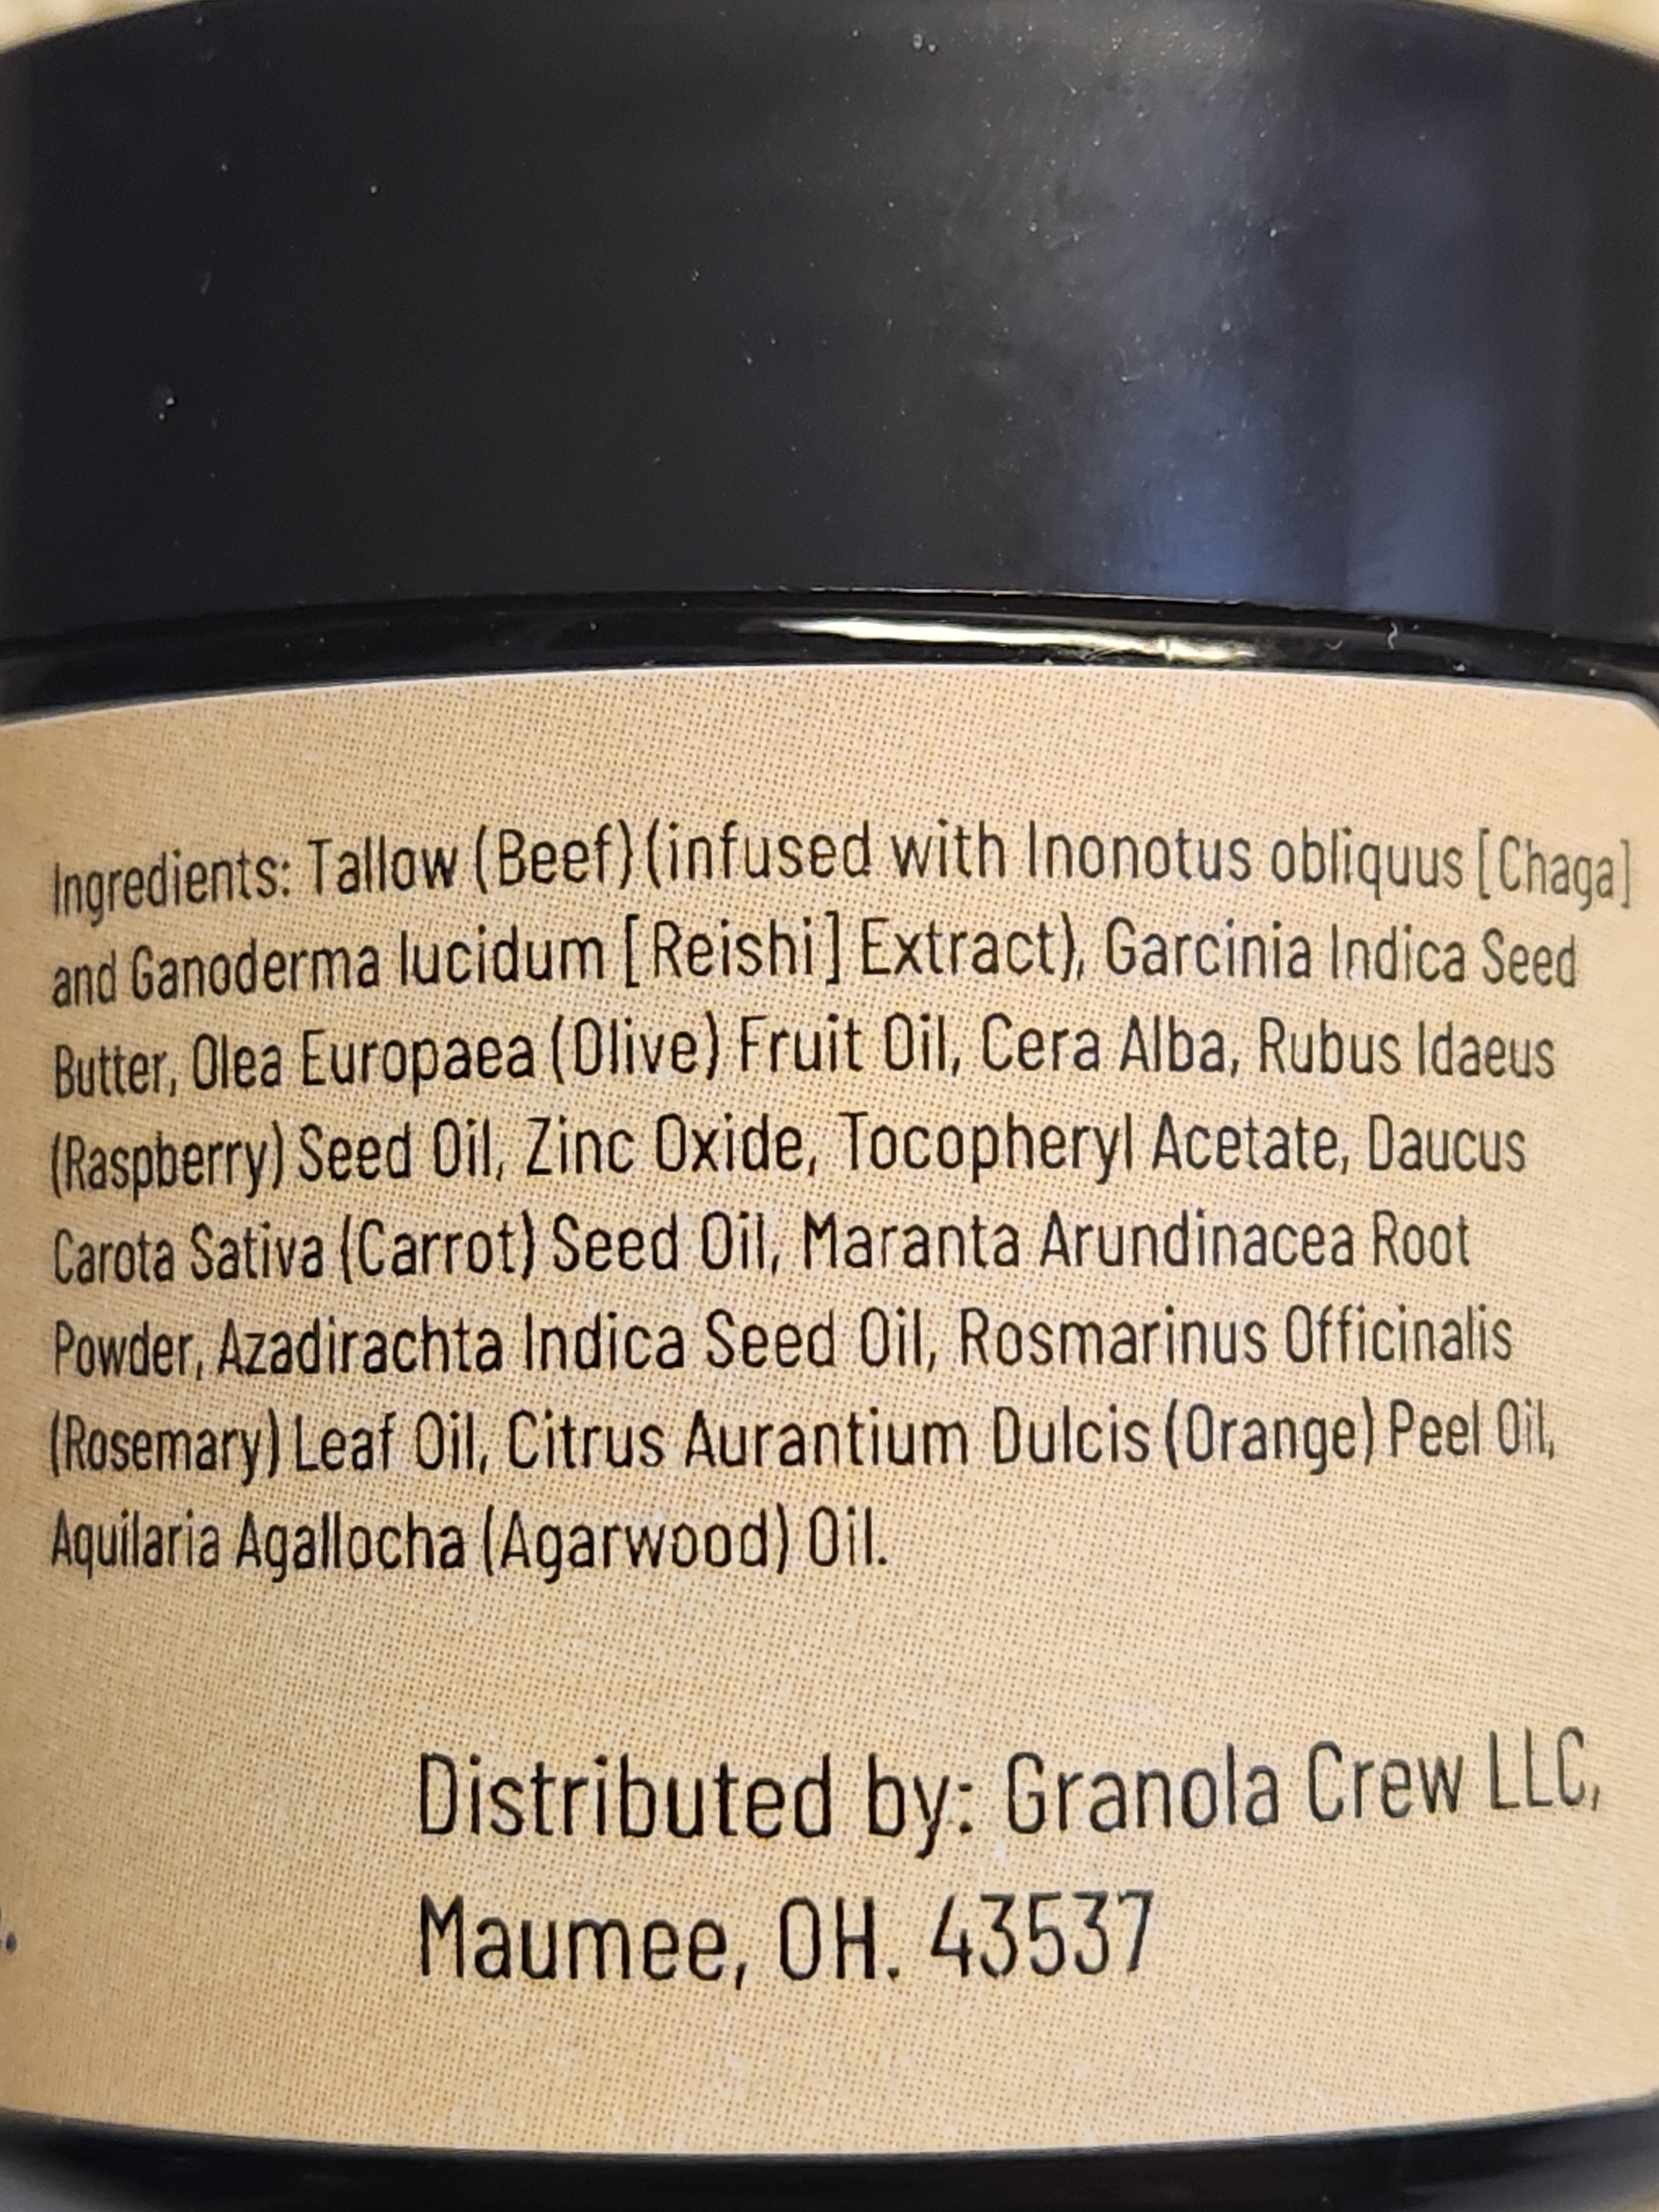 Ingredients: Tallow (Beef)(infused with Inonotus obliquus [Chaga]
and Ganoderma lucidum [Reishi] Extract), Garcinia Indica Seed
Butter, Olea Europaea (Olive) Fruit Oil, Cera Alba, Rubus Idaeus
(Raspberry) Seed Oil, Zinc Oxide, Tocopheryl Acetate, Daucus
Carota Sativa (Carrot) Seed Oil, Maranta Arundinacea Root
Powder, Azadirachta Indica Seed Oil, Rosmarinus Officinalis
(Rosemary) Leaf Oil, Citrus Aurantium Dulcis (Orange) Peel Oil,
Aquilaria Agallocha (Agarwood) Oil.
Distributed by: Granola Crew LLC,
Maumee, OH. 43537